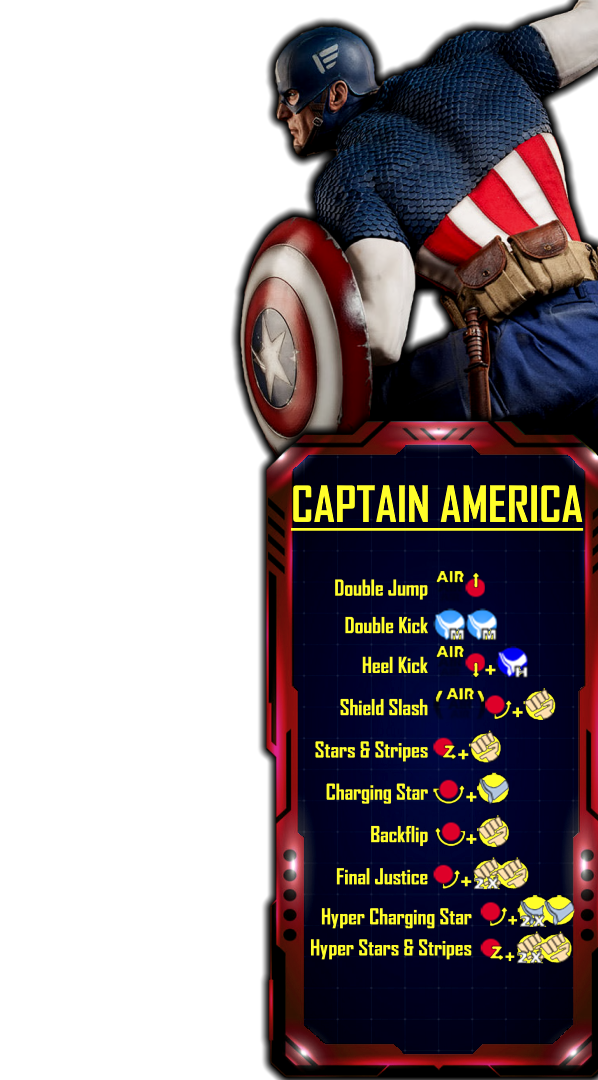 CAPTAIN AMERICA
Double Jump AIR
Double Kick M M
Heel Kick AIR + H
Shield Slash (AIR) +
Stars & Stripes Z +
Charging Star +
Backflip +
Final Justice + 2X
Hyper Charging Star + 2X
Hyper Stars & Stripes Z + 2X